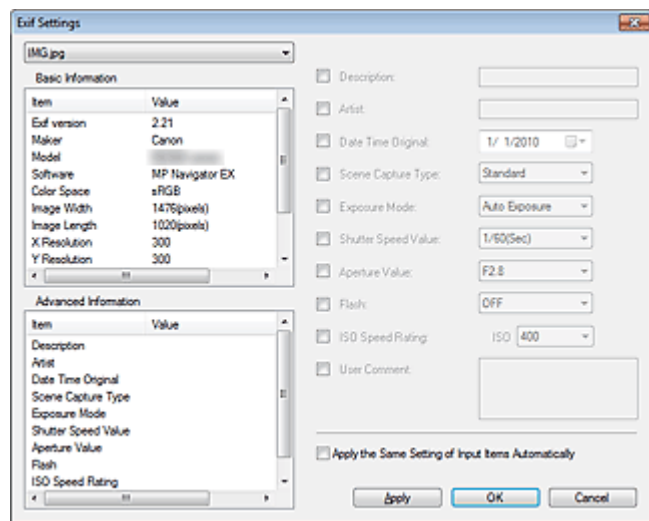 Exif Settings
IMG.jpg
Basic Information
Item Value
Exif version 2.21
Maker Canon
Model
Software MP Navigator EX
Color Space sRGB
Image Width 1476(pixels)
Image Length 1020(pixels)
X Resolution 300
Y Resolution 300
Advanced Information
Item Value
Description
Artist
Date Time Original
Scene Capture Type
Exposure Mode
Shutter Speed Value
Aperture Value
Flash
ISO Speed Rating
Description:
Artist:
Date Time Original: 1/ 1/2010
Scene Capture Type: Standard
Exposure Mode: Auto Exposure
Shutter Speed Value: 1/60(Sec)
Aperture Value: F2.8
Flash: OFF
ISO Speed Rating: ISO 400
User Comment:
Apply the Same Setting of Input Items Automatically
Apply OK Cancel